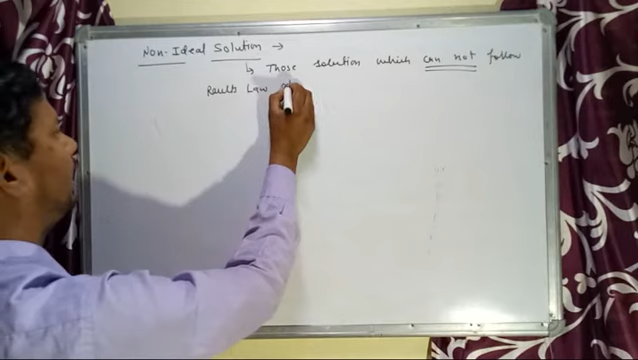 Non-Ideal Solution →
↳ Those solution which can not follow
Raults Law